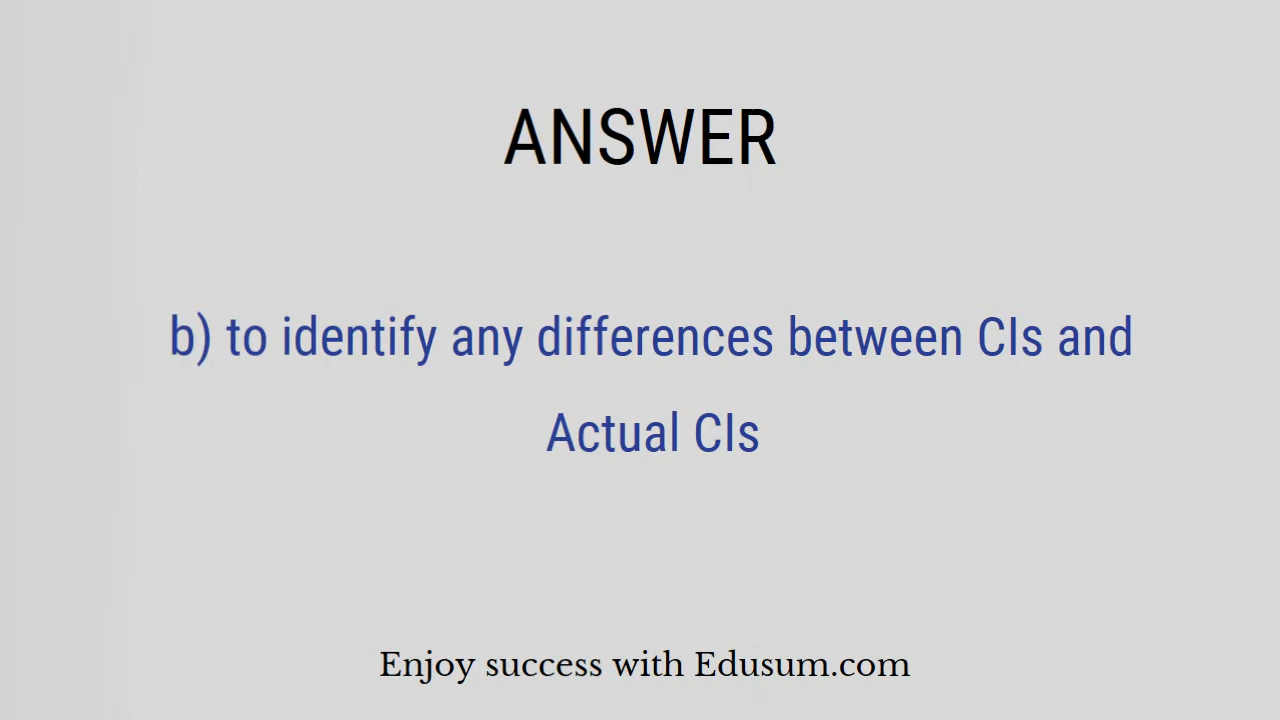 ANSWER
b) to identify any differences between CIs and
Actual CIs
Enjoy success with Edusum.com